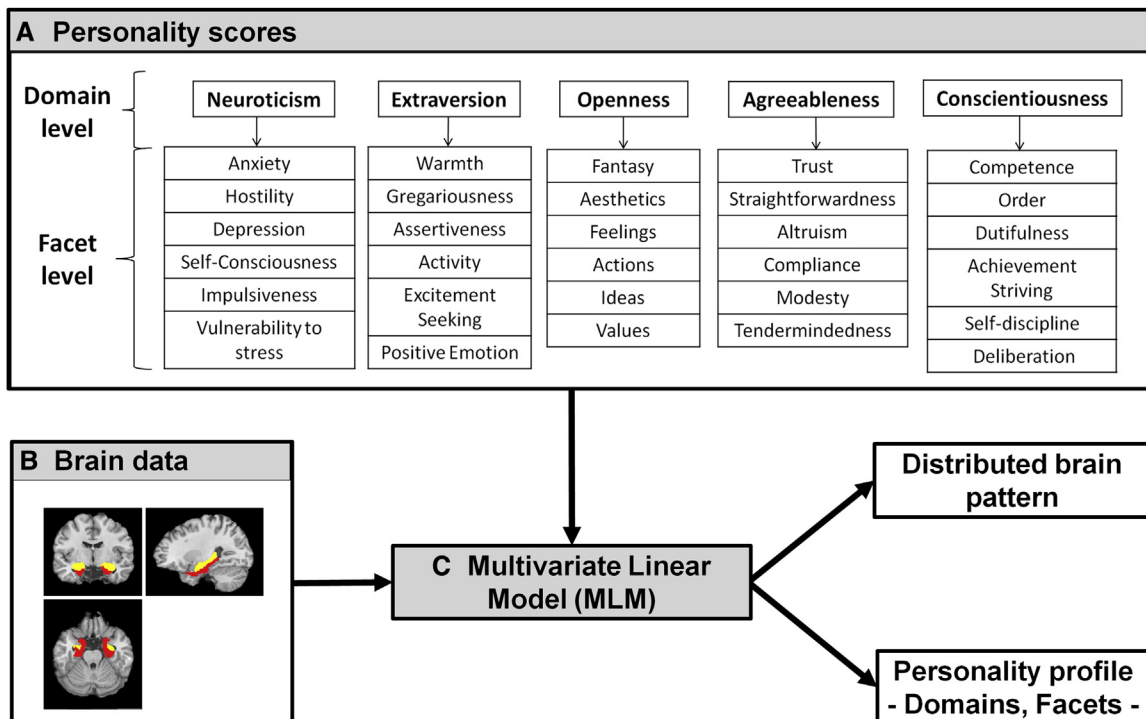 A Personality scores
Domain
level
Neuroticism
Extraversion
Openness
Agreeableness
Conscientiousness
Facet
level
Anxiety
Hostility
Depression
Self-Consciousness
Impulsiveness
Vulnerability to
stress
Warmth
Gregariousness
Assertiveness
Activity
Excitement
Seeking
Positive Emotion
Fantasy
Aesthetics
Feelings
Actions
Ideas
Values
Trust
Straightforwardness
Altruism
Compliance
Modesty
Tendermindedness
Competence
Order
Dutifulness
Achievement
Striving
Self-discipline
Deliberation
B Brain data
C Multivariate Linear
Model (MLM)
Distributed brain
pattern
Personality profile
- Domains, Facets -